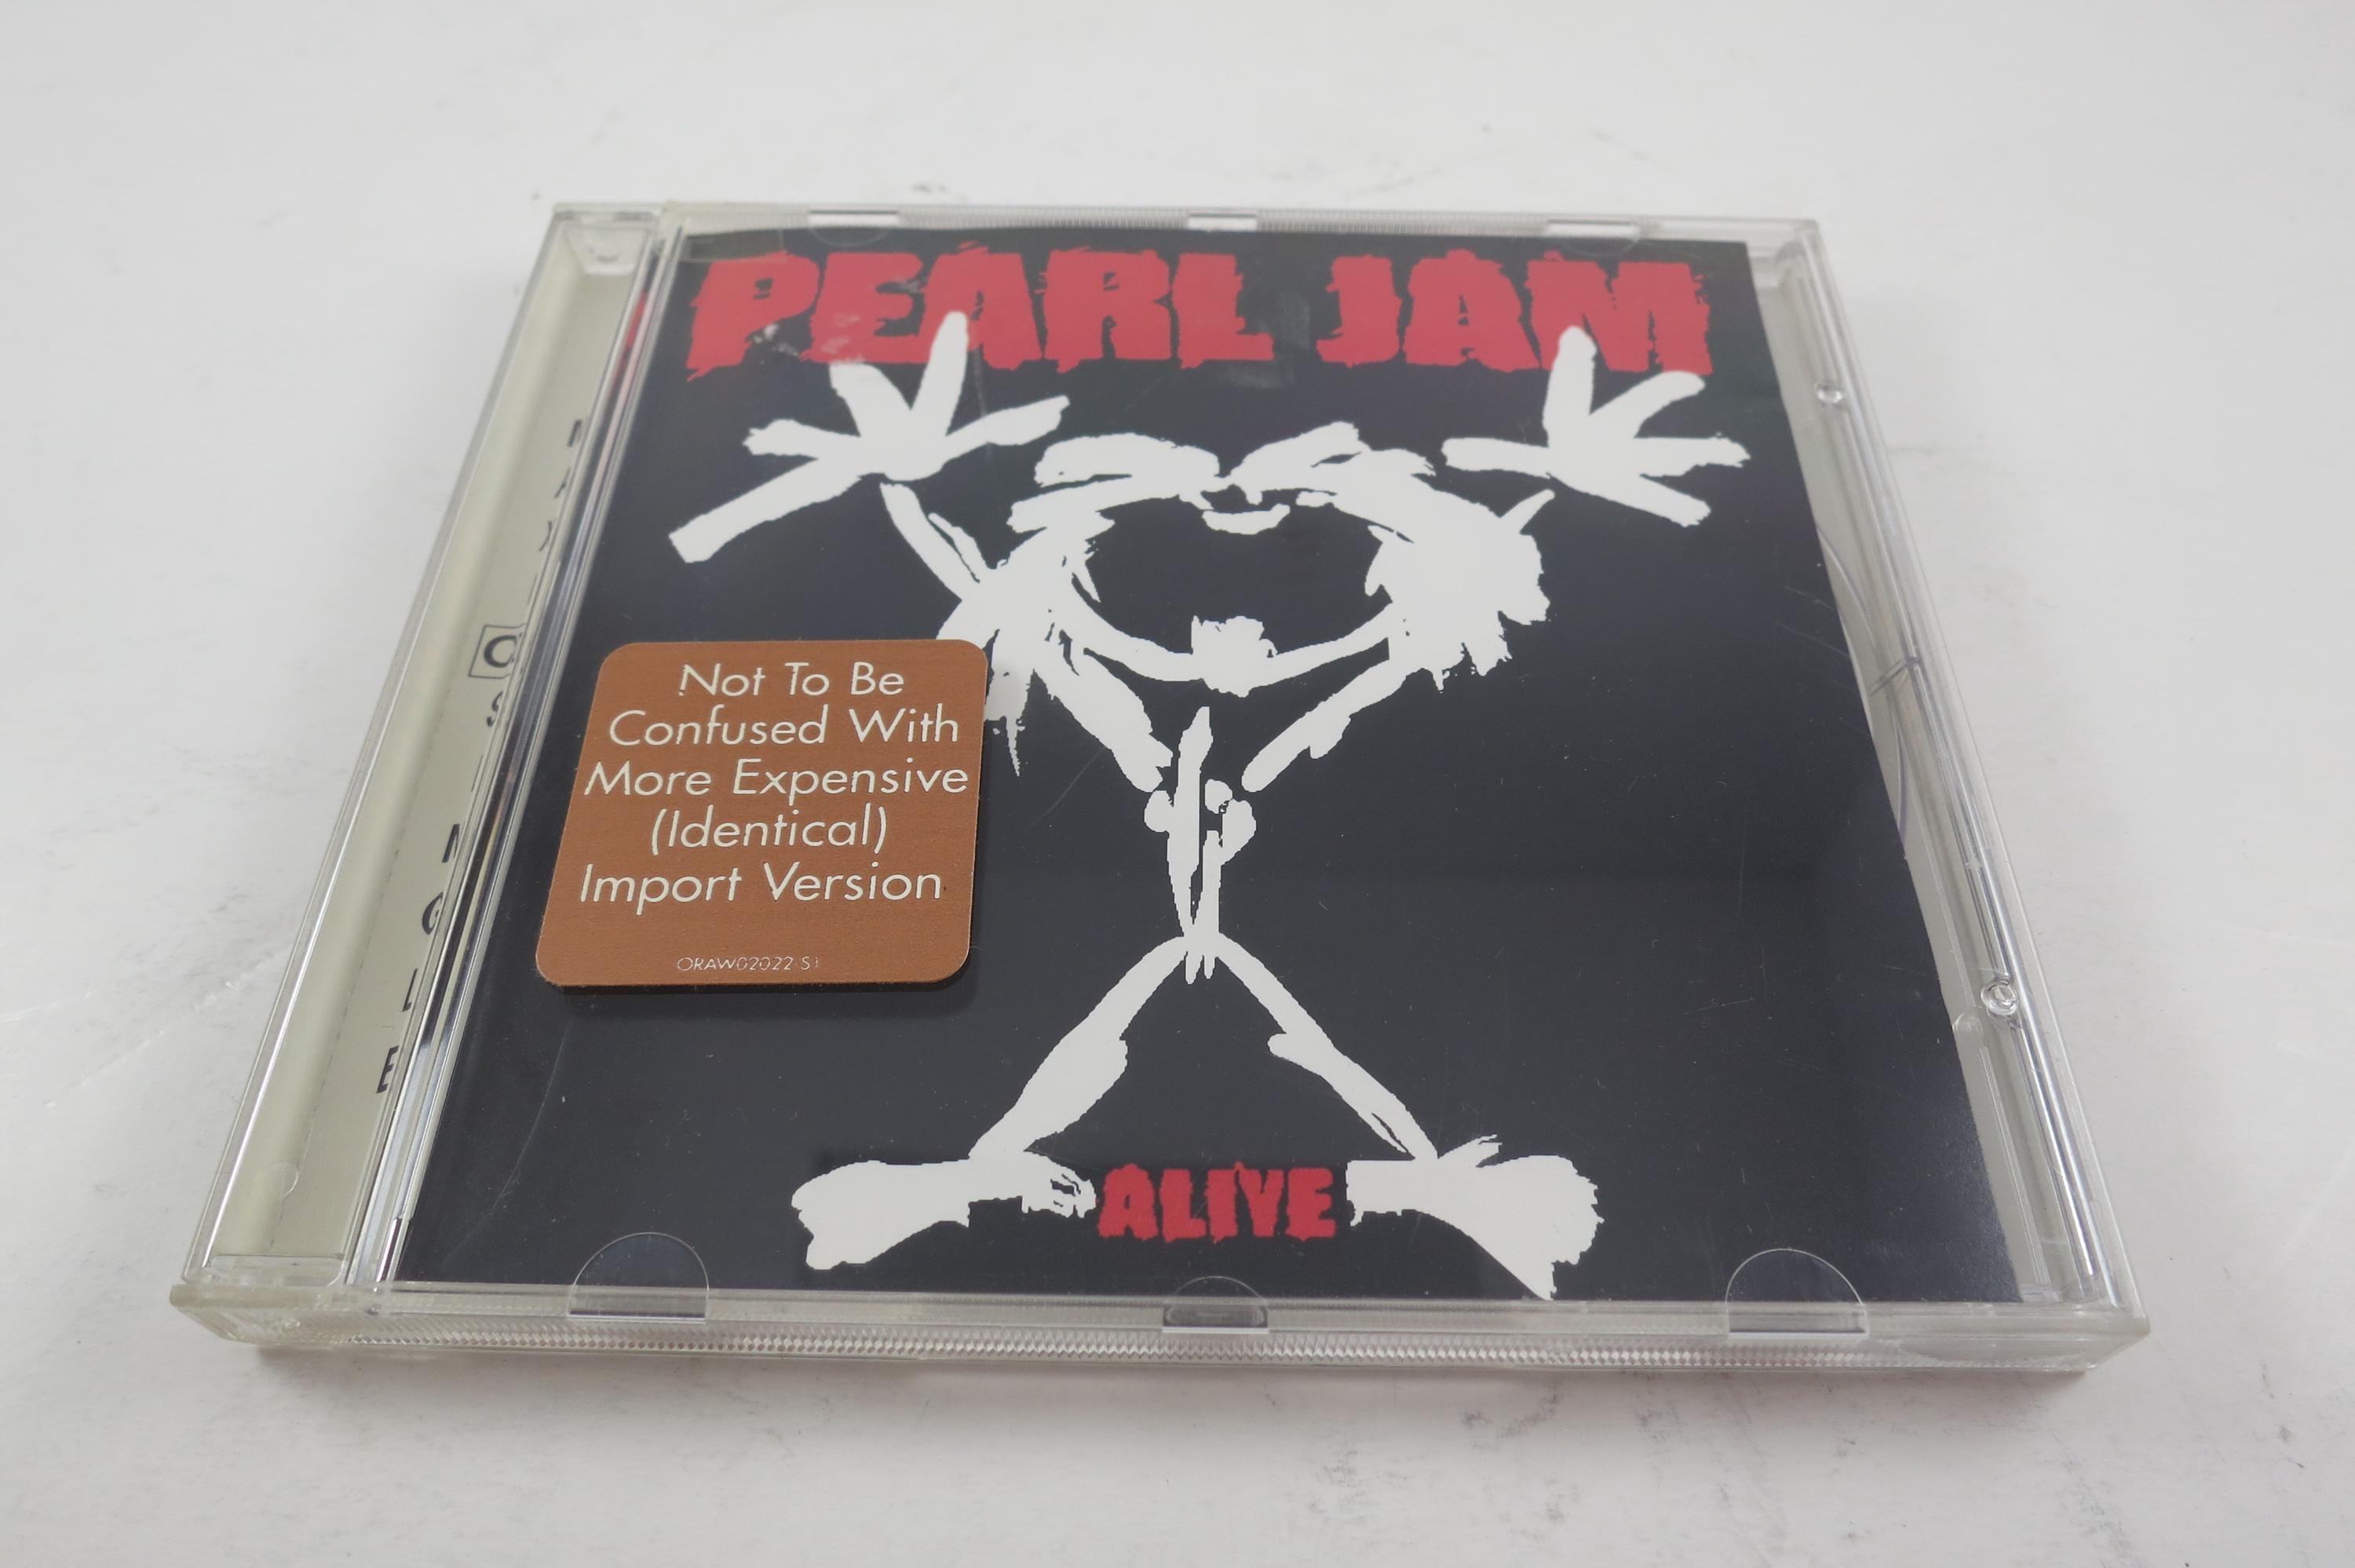 PEARL JAM
Not To Be
Confused With
More Expensive
(Identical)
Import Version
ORAW02022 S1
ALIVE